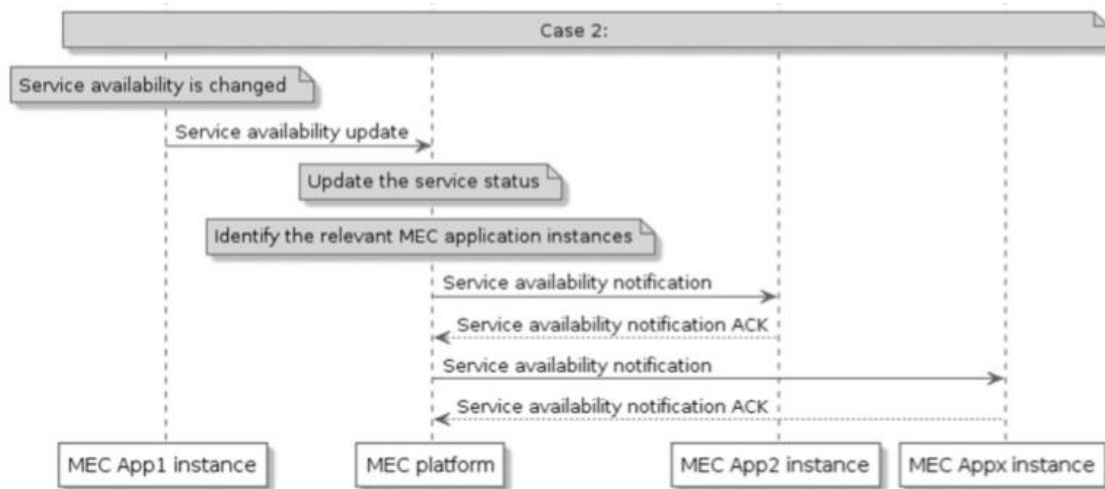 Case 2:
Service availability is changed
Service availability update
Update the service status
Identify the relevant MEC application instances
Service availability notification
Service availability notification ACK
Service availability notification
Service availability notification ACK
MEC App1 instance
MEC platform
MEC App2 instance
MEC Appx instance